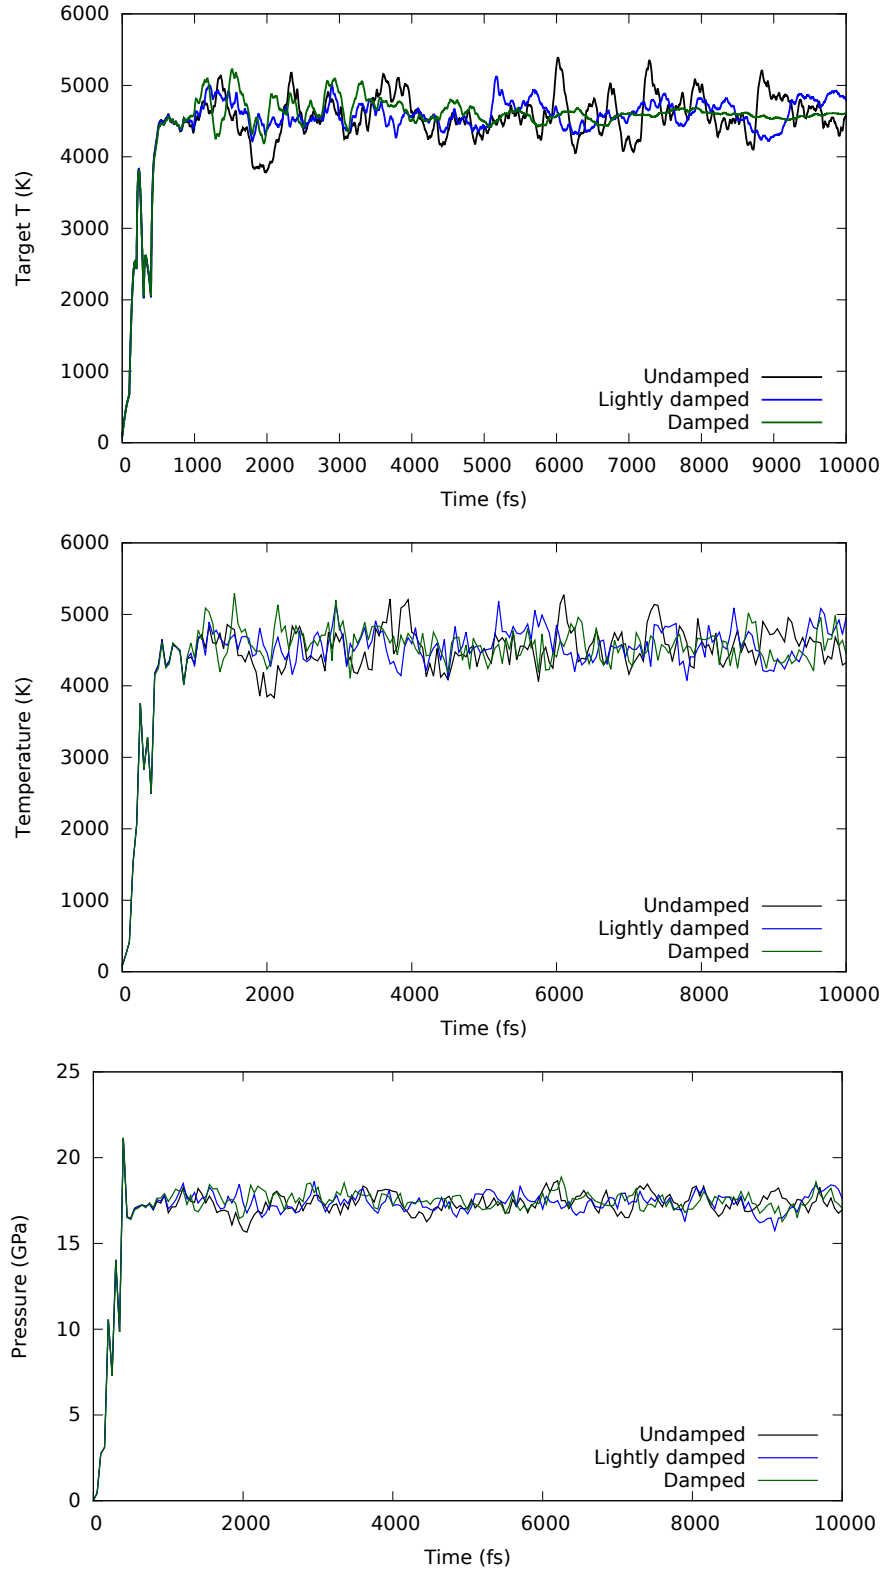 6000
5000
4000
3000
2000
1000
0
Target T (K)
Undamped
Lightly damped
Damped
0 1000 2000 3000 4000 5000 6000 7000 8000 9000 10000
Time (fs)
6000
5000
4000
3000
2000
1000
0
Temperature (K)
Undamped
Lightly damped
Damped
0 2000 4000 6000 8000 10000
Time (fs)
25
20
15
10
5
0
Pressure (GPa)
Undamped
Lightly damped
Damped
0 2000 4000 6000 8000 10000
Time (fs)